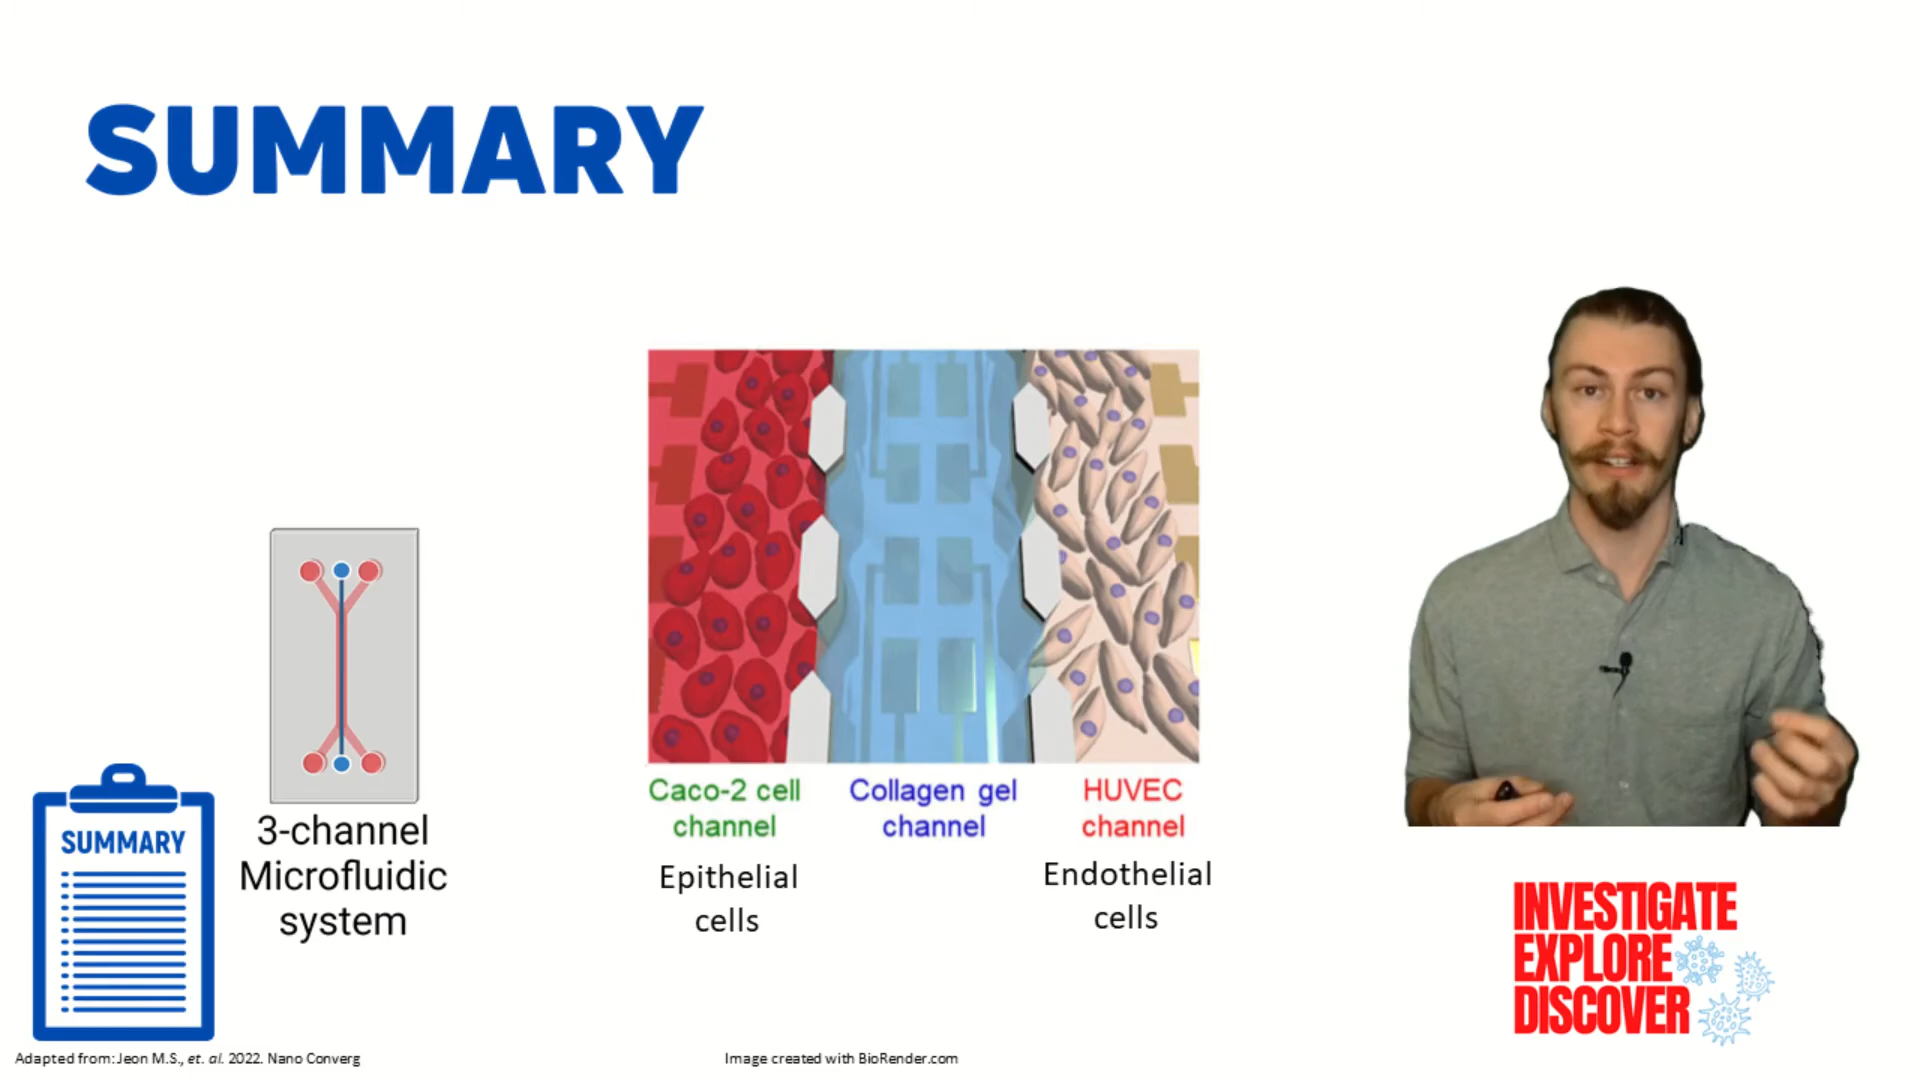 SUMMARY
SUMMARY
3-channel
Microfluidic
system
Caco-2 cell
channel
Epithelial
cells
Collagen gel
channel
HUVEC
channel
Endothelial
cells
INVESTIGATE
EXPLORE
DISCOVER
Adapted from: Jeon M.S., et. al. 2022. Nano Converg
Image created with BioRender.com